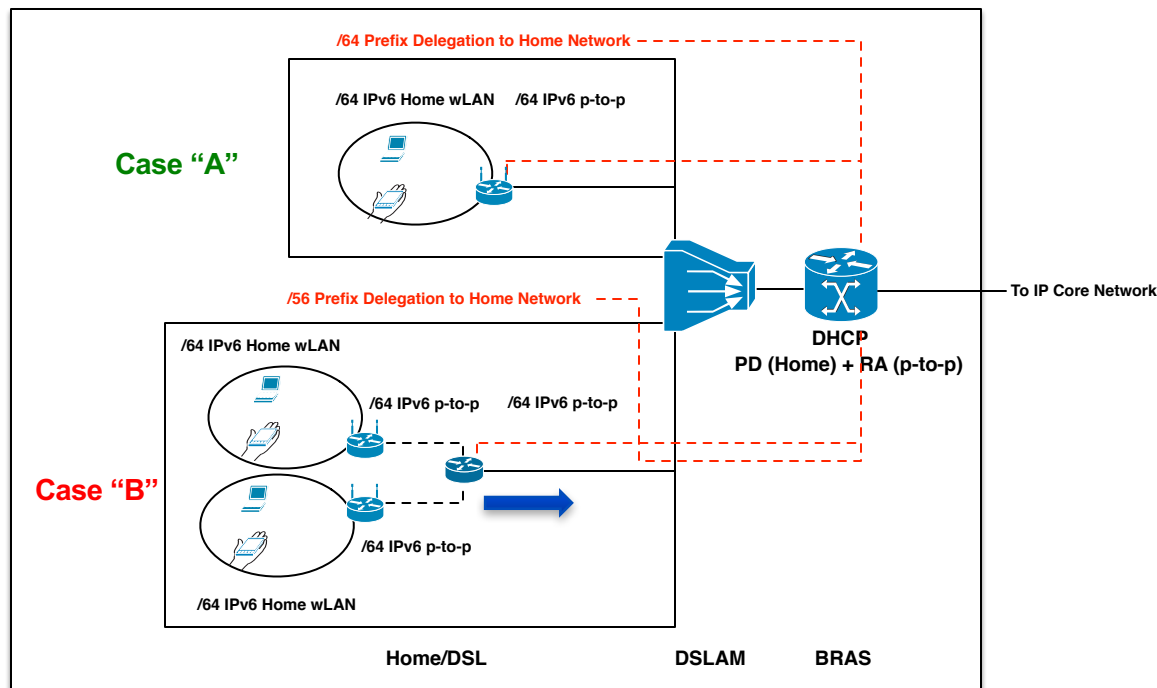 /64 Prefix Delegation to Home Network
/64 IPv6 Home wLAN
/64 IPv6 p-to-p
Case “A”
/56 Prefix Delegation to Home Network
To IP Core Network
DHCP
PD (Home) + RA (p-to-p)
/64 IPv6 Home wLAN
/64 IPv6 p-to-p
/64 IPv6 p-to-p
Case “B”
/64 IPv6 p-to-p
/64 IPv6 Home wLAN
Home/DSL
DSLAM
BRAS